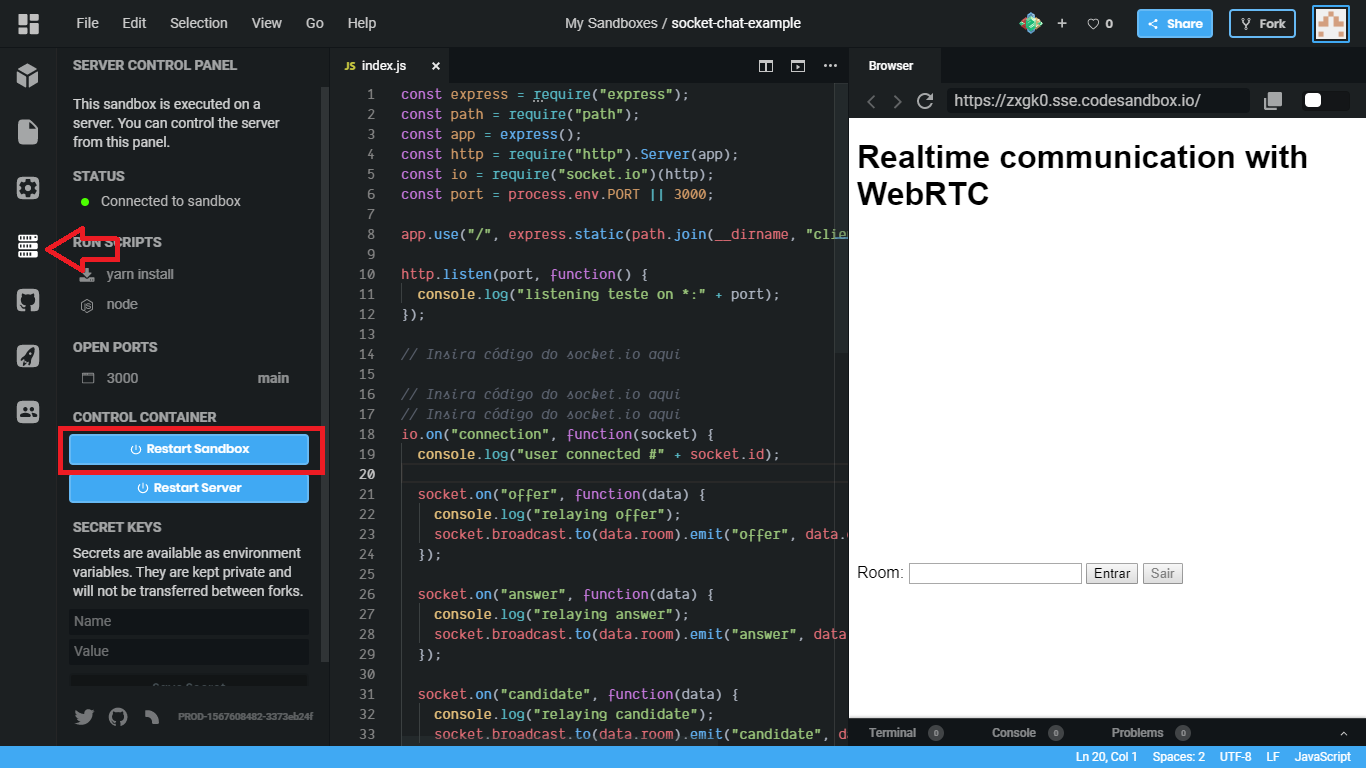 File Edit Selection View Go Help
My Sandboxes / socket-chat-example
0
Share
Fork
SERVER CONTROL PANEL
This sandbox is executed on a
server. You can control the server
from this panel.
STATUS
Connected to sandbox
RUN SCRIPTS
yarn install
node
OPEN PORTS
3000 main
CONTROL CONTAINER
Restart Sandbox
Restart Server
SECRET KEYS
Secrets are available as environment
variables. They are kept private and
will not be transferred between forks.
Name
Value
PROD-1567608482-3373eb24f
JS index.js
1 const express = require("express");
2 const path = require("path");
3 const app = express();
4 const http = require("http").Server(app);
5 const io = require("socket.io")(http);
6 const port = process.env.PORT || 3000;
7
8 app.use("/", express.static(path.join(__dirname, "clie
9
10 http.listen(port, function() {
11 console.log("listening teste on *:" + port);
12 });
13
14 // Insira código do socket.io aqui
15
16 // Insira código do socket.io aqui
17 // Insira código do socket.io aqui
18 io.on("connection", function(socket) {
19 console.log("user connected #" + socket.id);
20
21 socket.on("offer", function(data) {
22 console.log("relaying offer");
23 socket.broadcast.to(data.room).emit("offer", data.
24 });
25
26 socket.on("answer", function(data) {
27 console.log("relaying answer");
28 socket.broadcast.to(data.room).emit("answer", data
29 });
30
31 socket.on("candidate", function(data) {
32 console.log("relaying candidate");
33 socket.broadcast.to(data.room).emit("candidate", d
Browser
https://zxgk0.sse.codesandbox.io/
Realtime communication with
WebRTC
Room: Entrar Sair
Terminal 0 Console 0 Problems 0
Ln 20, Col 1 Spaces: 2 UTF-8 LF JavaScript